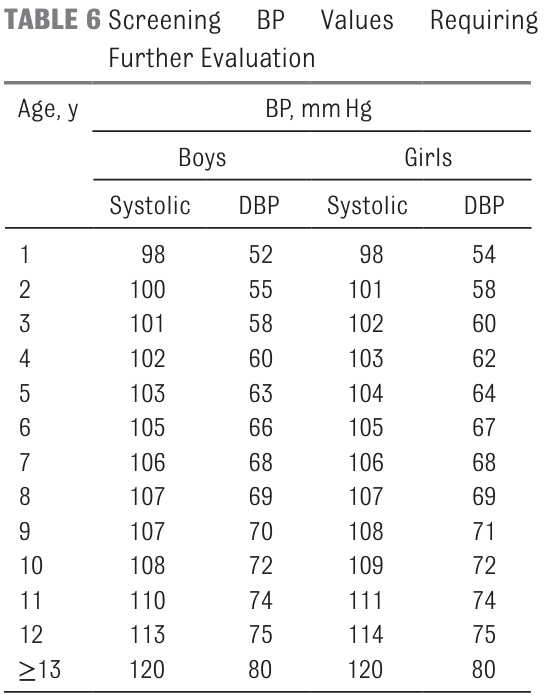 TABLE 6 Screening BP Values Requiring
Further Evaluation
Age, y BP, mm Hg
Boys Girls
Systolic DBP Systolic DBP
1 98 52 98 54
2 100 55 101 58
3 101 58 102 60
4 102 60 103 62
5 103 63 104 64
6 105 66 105 67
7 106 68 106 68
8 107 69 107 69
9 107 70 108 71
10 108 72 109 72
11 110 74 111 74
12 113 75 114 75
≥13 120 80 120 80